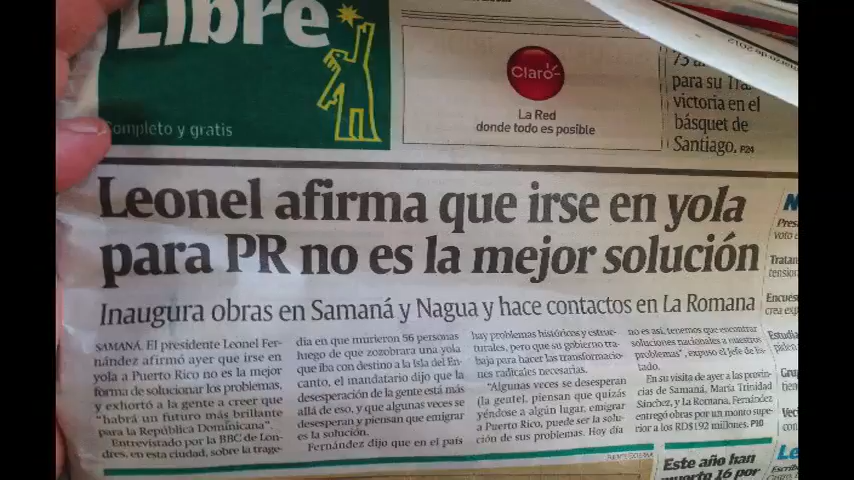 Libre
Completo y gratis
Claro
La Red
donde todo es posible
para su
victoria en el
básquet de
Santiago. P24
marzo de 2012
Leonel afirma que irse en yola
para PR no es la mejor solución
Inaugura obras en Samaná y Nagua y hace contactos en La Romana
SAMANÁ. El presidente Leonel Fer-
nández afirmó ayer que irse en
yola a Puerto Rico no es la mejor
forma de solucionar los problemas,
y exhortó a la gente a creer que
"habrá un futuro más brillante
para la República Dominicana".
Entrevistado por la BBC de Lon-
dres, en esta ciudad, sobre la trage-
dia en que murieron 56 personas
luego de que zozobrara una yola
que iba con destino a la Isla del En-
canto, el mandatario dijo que la
desesperación de la gente está más
allá de eso, y que algunas veces se
desesperan y piensan que emigrar
es la solución.
Fernández dijo que en el país
hay problemas históricos y estruc-
turales, pero que su gobierno tra-
baja para hacer las transformacio-
nes radicales necesarias.
"Algunas veces se desesperan
(la gente), piensan que quizás
yéndose a algún lugar, emigrar
a Puerto Rico, puede ser la solu-
ción de sus problemas. Hoy día
no es así, tenemos que encontrar
soluciones nacionales a nuestros
problemas", expuso el Jefe de Es-
tado.
En su visita de ayer a las provin-
cias de Samaná, María Trinidad
Sánchez, y La Romana, Fernández
entregó obras por un monto supe-
rior a los RD$192 millones. P10
Este año han
muerto 16 por